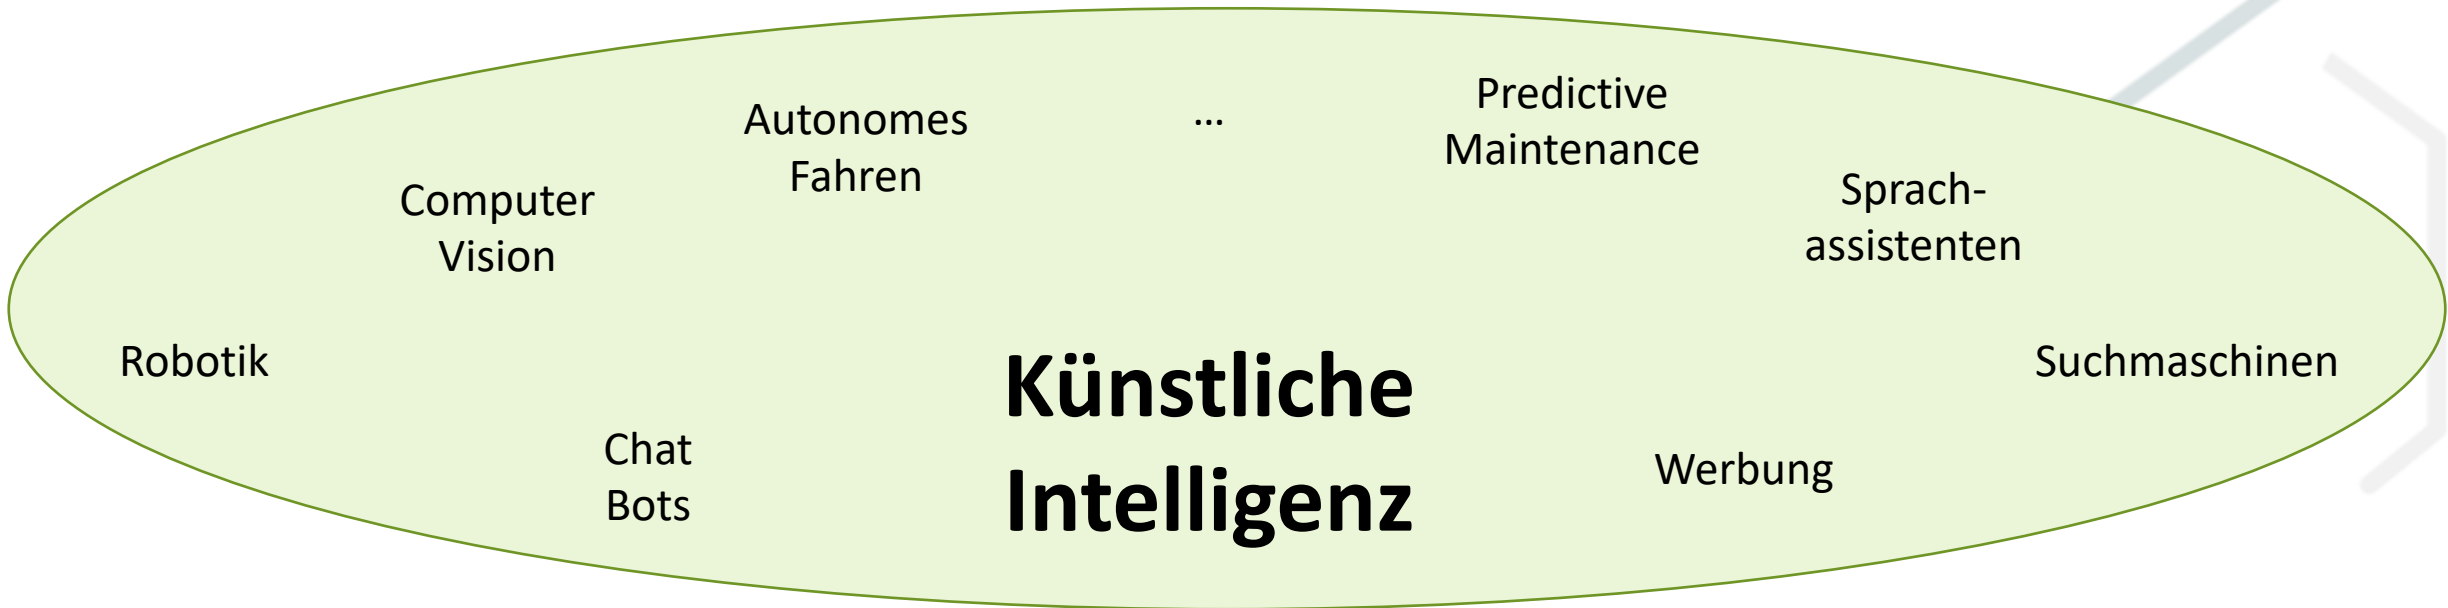 Autonomes
Fahren
...
Predictive
Maintenance
Computer
Vision
Sprach-
assistenten
Robotik
Künstliche
Intelligenz
Suchmaschinen
Chat
Bots
Werbung